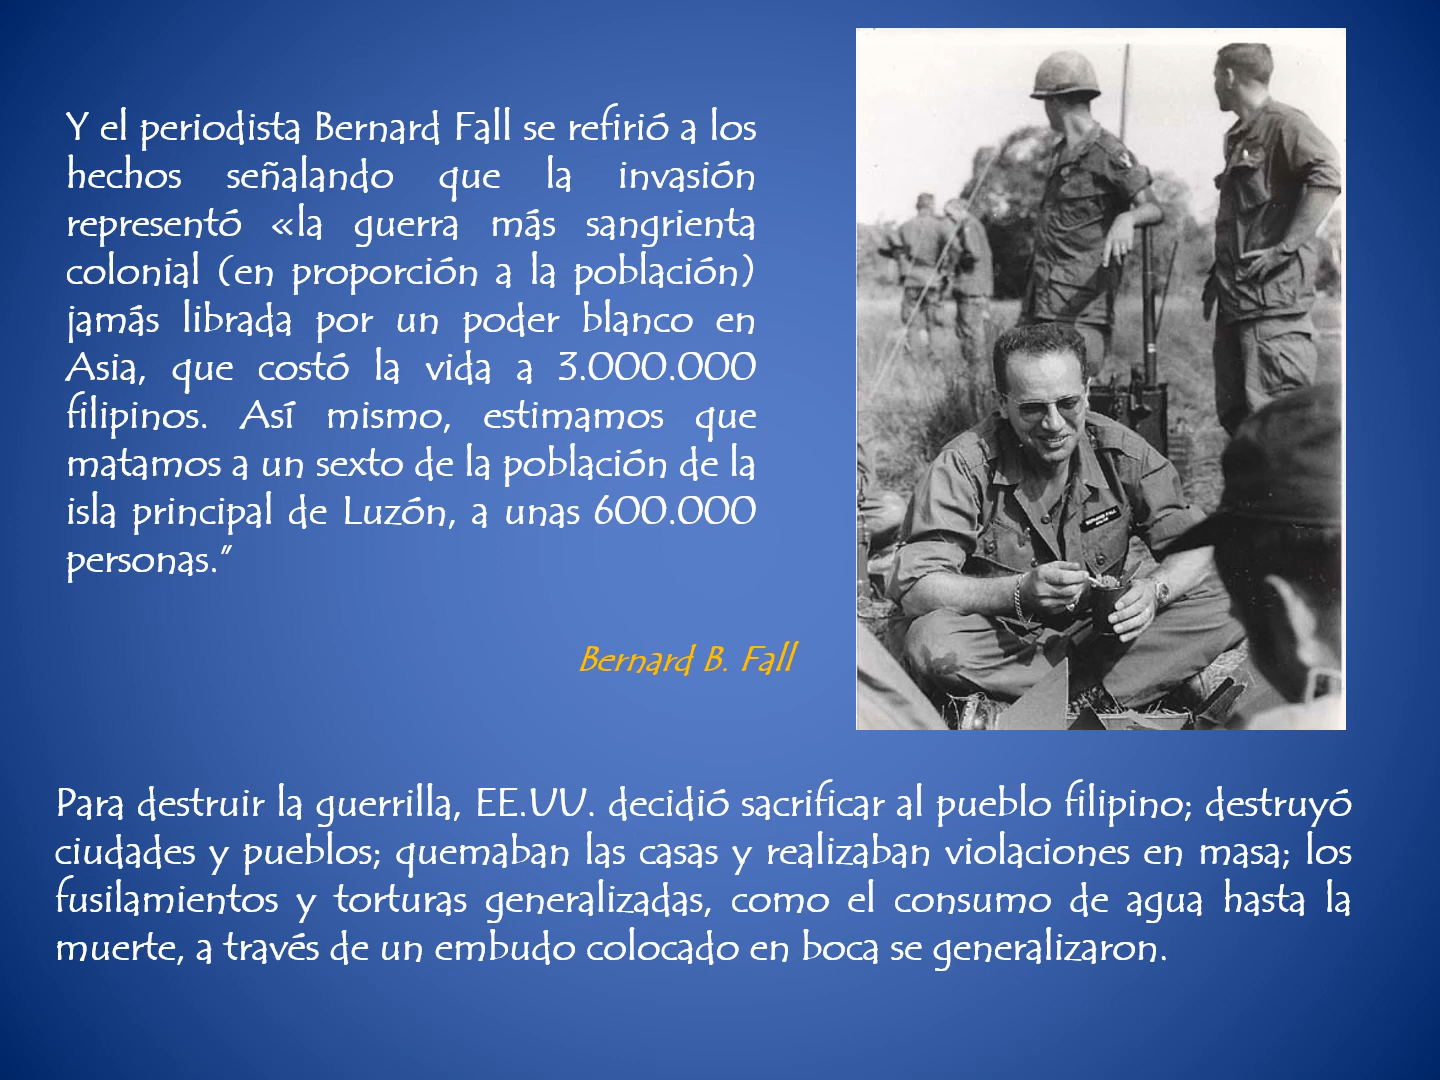 Y el periodista Bernard Fall se refirió a los
hechos señalando que la invasión
representó «la guerra más sangrienta
colonial (en proporción a la población)
jamás librada por un poder blanco en
Asia, que costó la vida a 3.000.000
filipinos. Así mismo, estimamos que
matamos a un sexto de la población de la
isla principal de Luzón, a unas 600.000
personas."
Bernard B. Fall
Para destruir la guerrilla, EE.UU. decidió sacrificar al pueblo filipino; destruyó
ciudades y pueblos; quemaban las casas y realizaban violaciones en masa; los
fusilamientos y torturas generalizadas, como el consumo de agua hasta la
muerte, a través de un embudo colocado en boca se generalizaron.